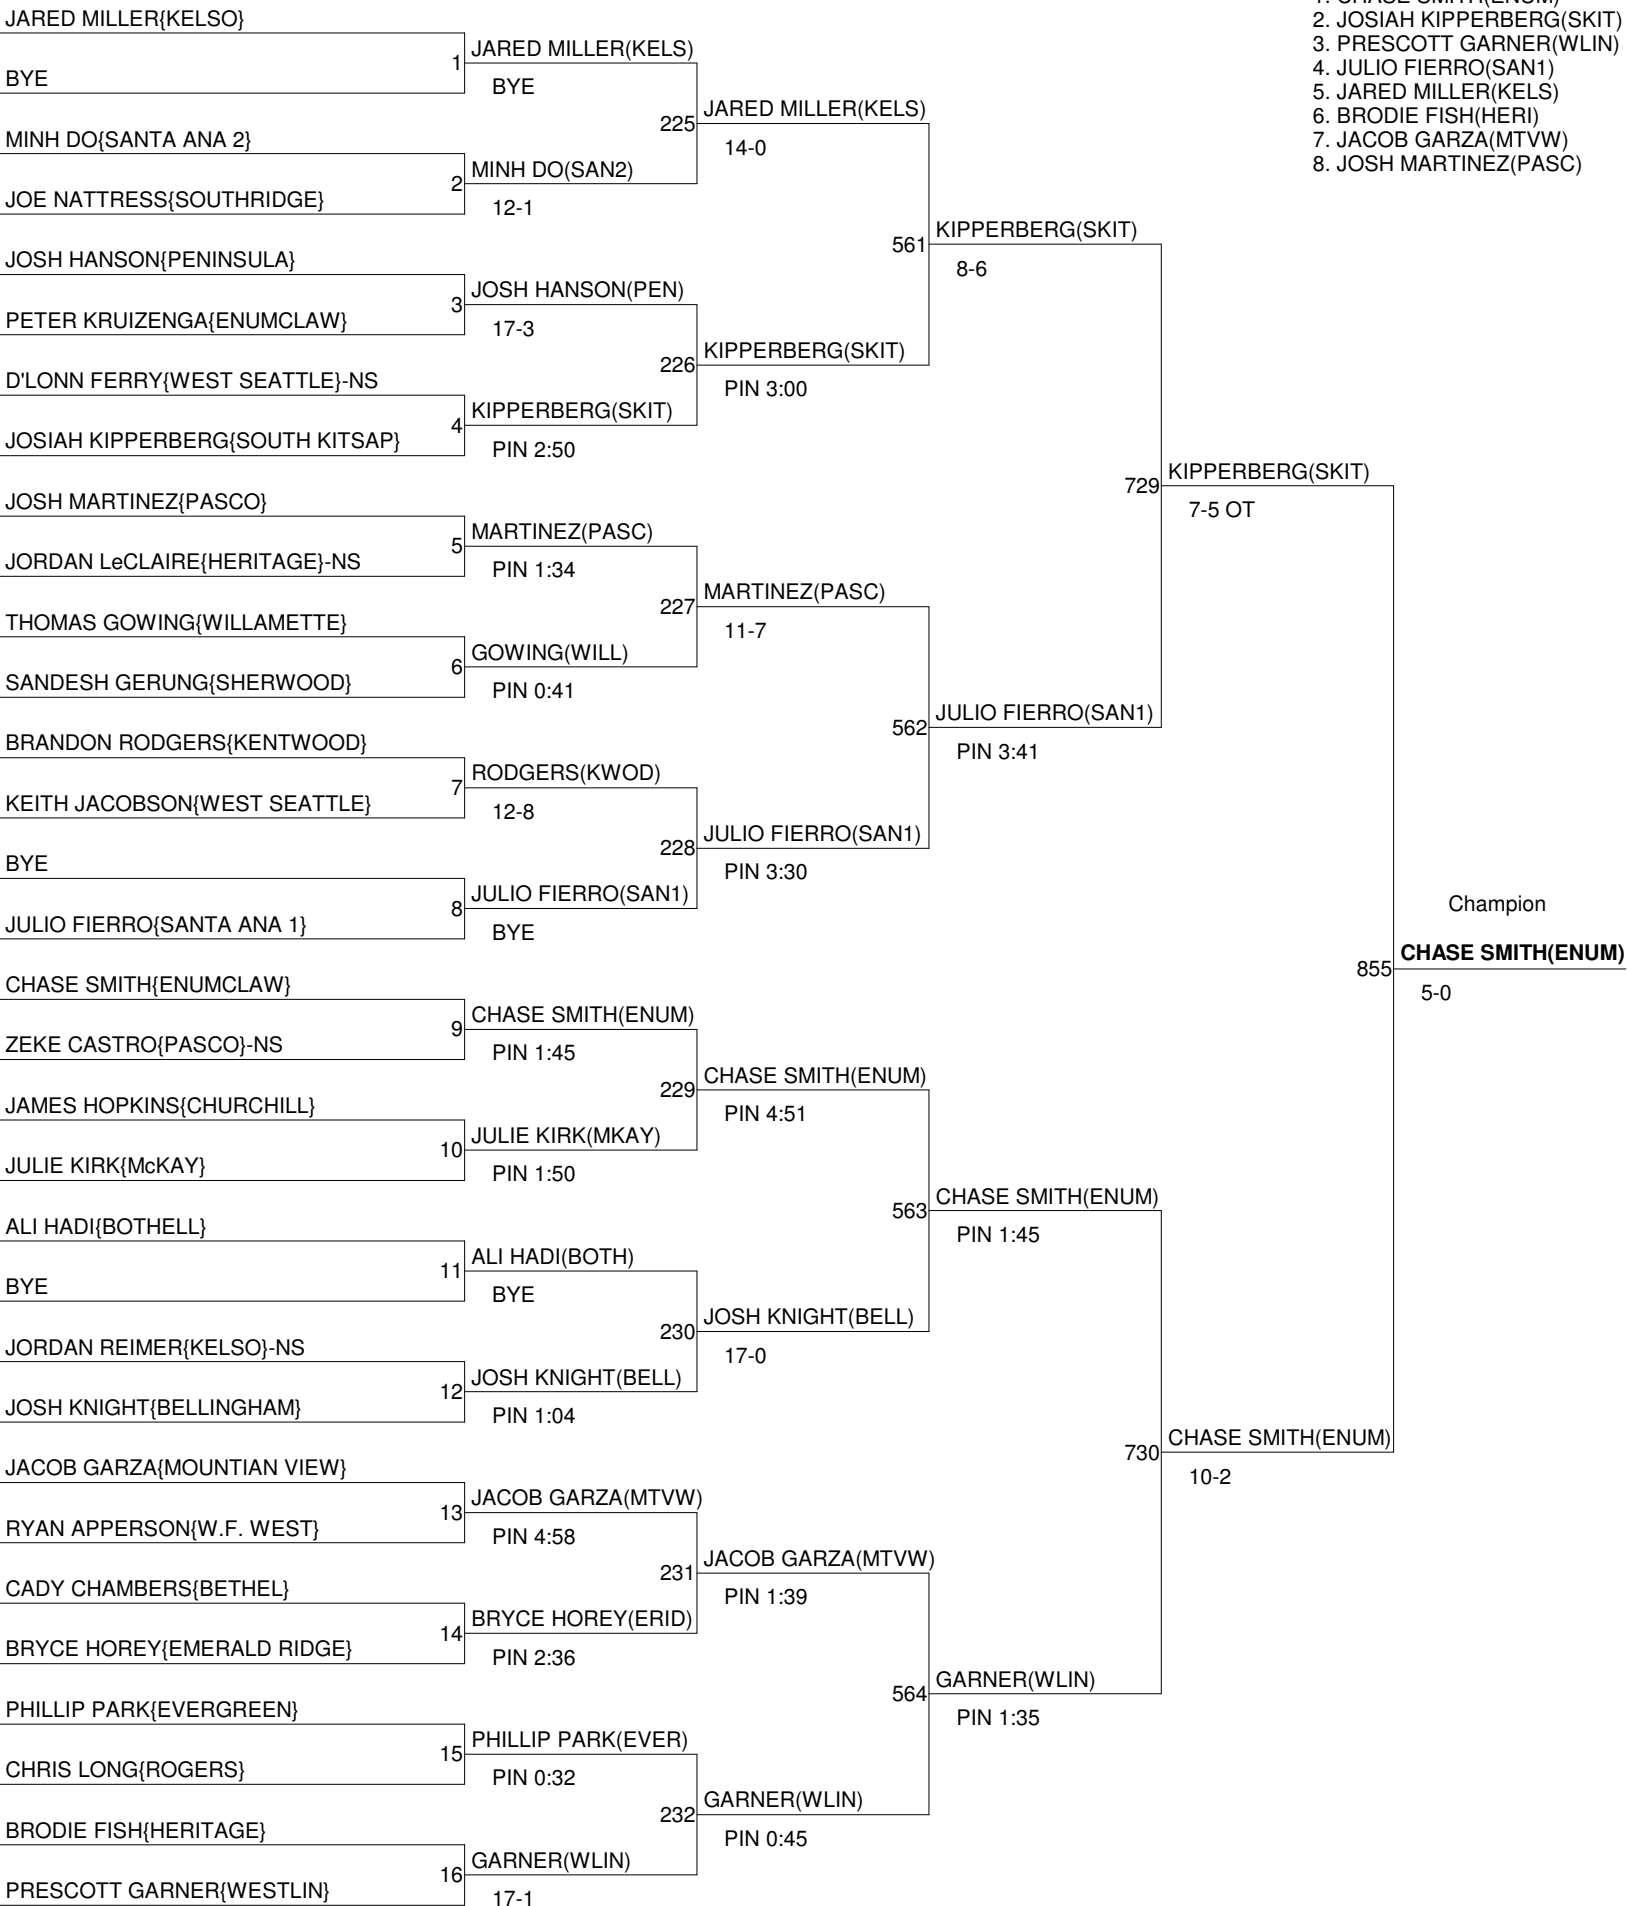 JARED MILLER{KELSO}
BYE
MINH DO{SANTA ANA 2}
JOE NATTRESS{SOUTHRIDGE}
JOSH HANSON{PENINSULA}
PETER KRUIZENGA{ENUMCLAW}
D'LONN FERRY{WEST SEATTLE}-NS
JOSIAH KIPPERBERG{SOUTH KITSAP}
JOSH MARTINEZ{PASCO}
JORDAN LeCLAIRE{HERITAGE}-NS
THOMAS GOWING{WILLAMETTE}
SANDESH GERUNG{SHERWOOD}
BRANDON RODGERS{KENTWOOD}
KEITH JACOBSON{WEST SEATTLE}
BYE
JULIO FIERRO{SANTA ANA 1}
CHASE SMITH{ENUMCLAW}
ZEKE CASTRO{PASCO}-NS
JAMES HOPKINS{CHURCHILL}
JULIE KIRK{McKAY}
ALI HADI{BOTHELL}
BYE
JORDAN REIMER{KELSO}-NS
JOSH KNIGHT{BELLINGHAM}
JACOB GARZA{MOUNTIAN VIEW}
RYAN APPERSON{W.F. WEST}
CADY CHAMBERS{BETHEL}
BRYCE HOREY{EMERALD RIDGE}
PHILLIP PARK{EVERGREEN}
CHRIS LONG{ROGERS}
BRODIE FISH{HERITAGE}
PRESCOTT GARNER{WESTLIN}
1 JARED MILLER(KELS)
BYE
2 MINH DO(SAN2)
12-1
3 JOSH HANSON(PEN)
17-3
4 KIPPERBERG(SKIT)
PIN 2:50
5 MARTINEZ(PASC)
PIN 1:34
6 GOWING(WILL)
PIN 0:41
7 RODGERS(KWOD)
12-8
8 JULIO FIERRO(SAN1)
BYE
9 CHASE SMITH(ENUM)
PIN 1:45
10 JULIE KIRK(MKAY)
PIN 1:50
11 ALI HADI(BOTH)
BYE
12 JOSH KNIGHT(BELL)
PIN 1:04
13 JACOB GARZA(MTVW)
PIN 4:58
14 BRYCE HOREY(ERID)
PIN 2:36
15 PHILLIP PARK(EVER)
PIN 0:32
16 GARNER(WLIN)
17-1
225 JARED MILLER(KELS)
14-0
226 KIPPERBERG(SKIT)
PIN 3:00
227 MARTINEZ(PASC)
11-7
228 JULIO FIERRO(SAN1)
PIN 3:30
229 CHASE SMITH(ENUM)
PIN 4:51
230 JOSH KNIGHT(BELL)
17-0
231 JACOB GARZA(MTVW)
PIN 1:39
232 GARNER(WLIN)
PIN 0:45
561 KIPPERBERG(SKIT)
8-6
562 JULIO FIERRO(SAN1)
PIN 3:41
563 CHASE SMITH(ENUM)
PIN 1:45
564 GARNER(WLIN)
PIN 1:35
729 KIPPERBERG(SKIT)
7-5 OT
730 CHASE SMITH(ENUM)
10-2
Champion
855 CHASE SMITH(ENUM)
5-0
1. CHASE SMITH(ENUM)
2. JOSIAH KIPPERBERG(SKIT)
3. PRESCOTT GARNER(WLIN)
4. JULIO FIERRO(SAN1)
5. JARED MILLER(KELS)
6. BRODIE FISH(HERI)
7. JACOB GARZA(MTVW)
8. JOSH MARTINEZ(PASC)